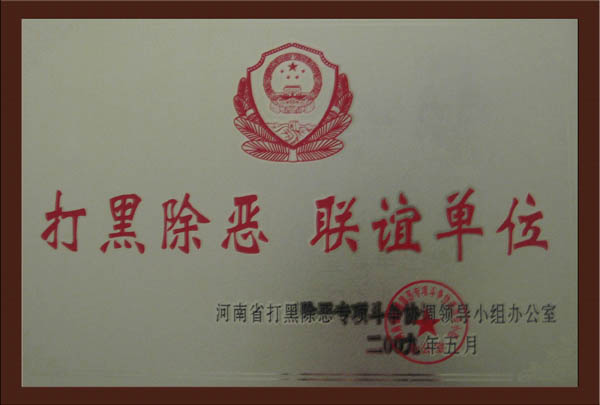 打黑除恶 联谊单位
河南省打黑除恶专项斗争协调领导小组办公室
二00九年五月